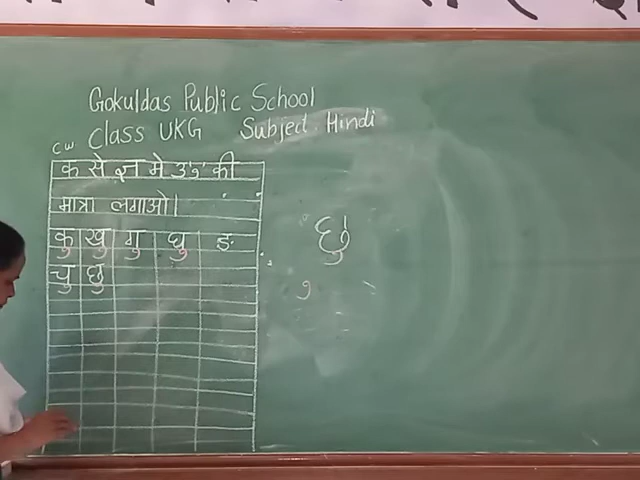 Gokuldas Public School
Cw Class UKG Subject. Hindi
क से ज्ञ मे उ'ु' की
मात्रा लगाओ।
कु खु गु घु ङ
चु छु
छु
ु